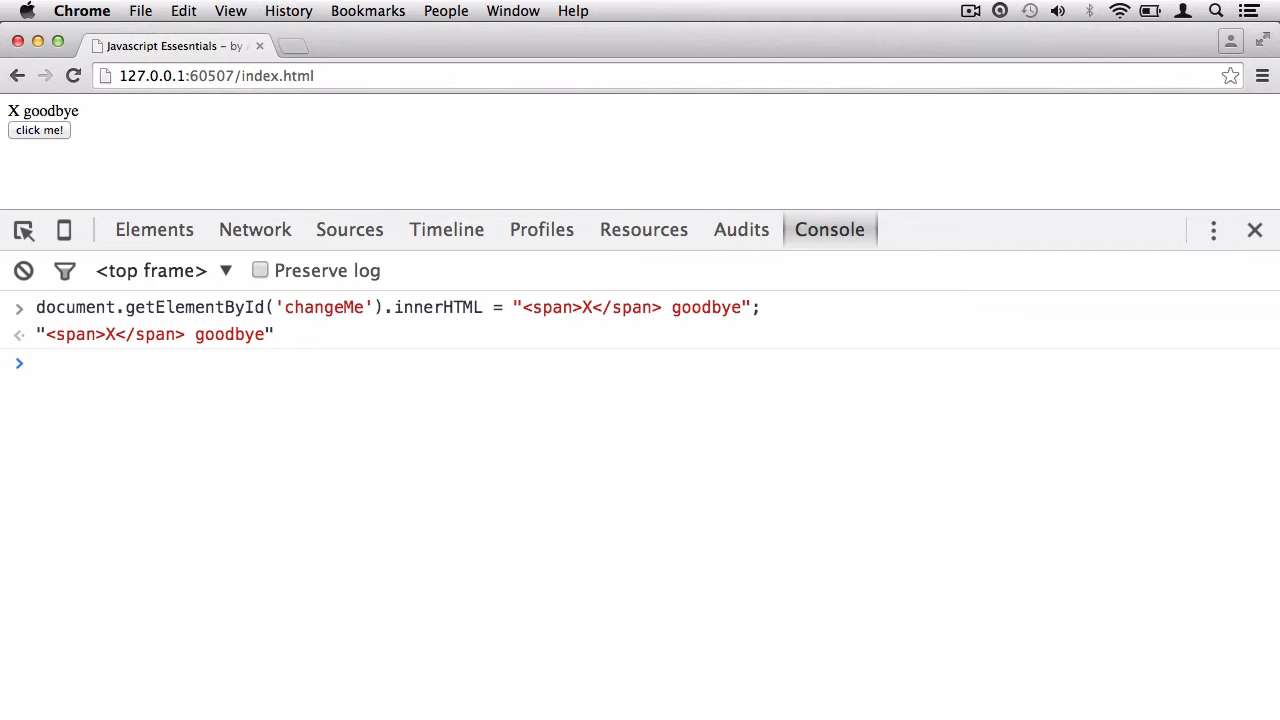 Chrome File Edit View History Bookmarks People Window Help
Javascript Essesntials – by
127.0.0.1:60507/index.html
X goodbye
click me!
Elements Network Sources Timeline Profiles Resources Audits Console
<top frame> ▼ Preserve log
> document.getElementById('changeMe').innerHTML = "<span>X</span> goodbye";
"<span>X</span> goodbye"
>